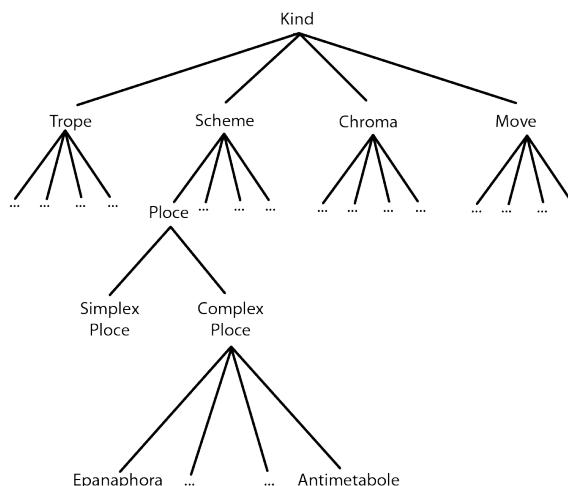 Kind
Trope Scheme Chroma Move
... ... ... ... Ploce ... ... ... ... ... ... ... ... ... ...
Simplex Ploce
Complex Ploce
Epanaphora ... ... Antimetabole